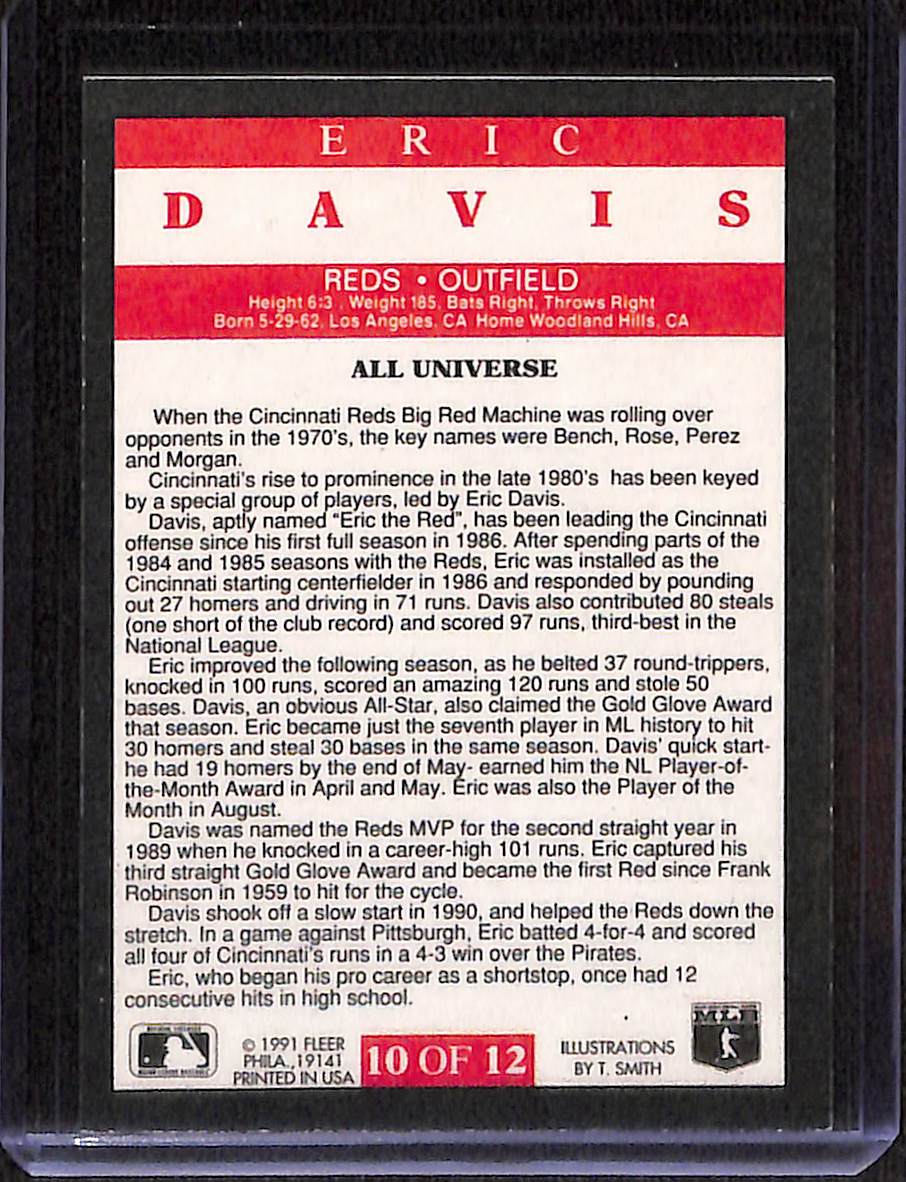 ERIC
DAVIS
REDS • OUTFIELD
Height 6:3 . Weight 185. Bats Right, Throws Right
Born 5-29-62, Los Angeles, CA Home Woodland Hills, CA
ALL UNIVERSE
When the Cincinnati Reds Big Red Machine was rolling over
opponents in the 1970's, the key names were Bench, Rose, Perez
and Morgan.
Cincinnati's rise to prominence in the late 1980's has been keyed
by a special group of players, led by Eric Davis.
Davis, aptly named “Eric the Red”, has been leading the Cincinnati
offense since his first full season in 1986. After spending parts of the
1984 and 1985 seasons with the Reds, Eric was installed as the
Cincinnati starting centerfielder in 1986 and responded by pounding
out 27 homers and driving in 71 runs. Davis also contributed 80 steals
(one short of the club record) and scored 97 runs, third-best in the
National League.
Eric improved the following season, as he belted 37 round-trippers,
knocked in 100 runs, scored an amazing 120 runs and stole 50
bases. Davis, an obvious All-Star, also claimed the Gold Glove Award
that season. Eric became just the seventh player in ML history to hit
30 homers and steal 30 bases in the same season. Davis' quick start-
he had 19 homers by the end of May- earned him the NL Player-of-
the-Month Award in April and May. Eric was also the Player of the
Month in August.
Davis was named the Reds MVP for the second straight year in
1989 when he knocked in a career-high 101 runs. Eric captured his
third straight Gold Glove Award and became the first Red since Frank
Robinson in 1959 to hit for the cycle.
Davis shook off a slow start in 1990, and helped the Reds down the
stretch. In a game against Pittsburgh, Eric batted 4-for-4 and scored
all four of Cincinnati's runs in a 4-3 win over the Pirates.
Eric, who began his pro career as a shortstop, once had 12
consecutive hits in high school.
© 1991 FLEER
PHILA., 19141
PRINTED IN USA
10 OF 12
ILLUSTRATIONS
BY T. SMITH